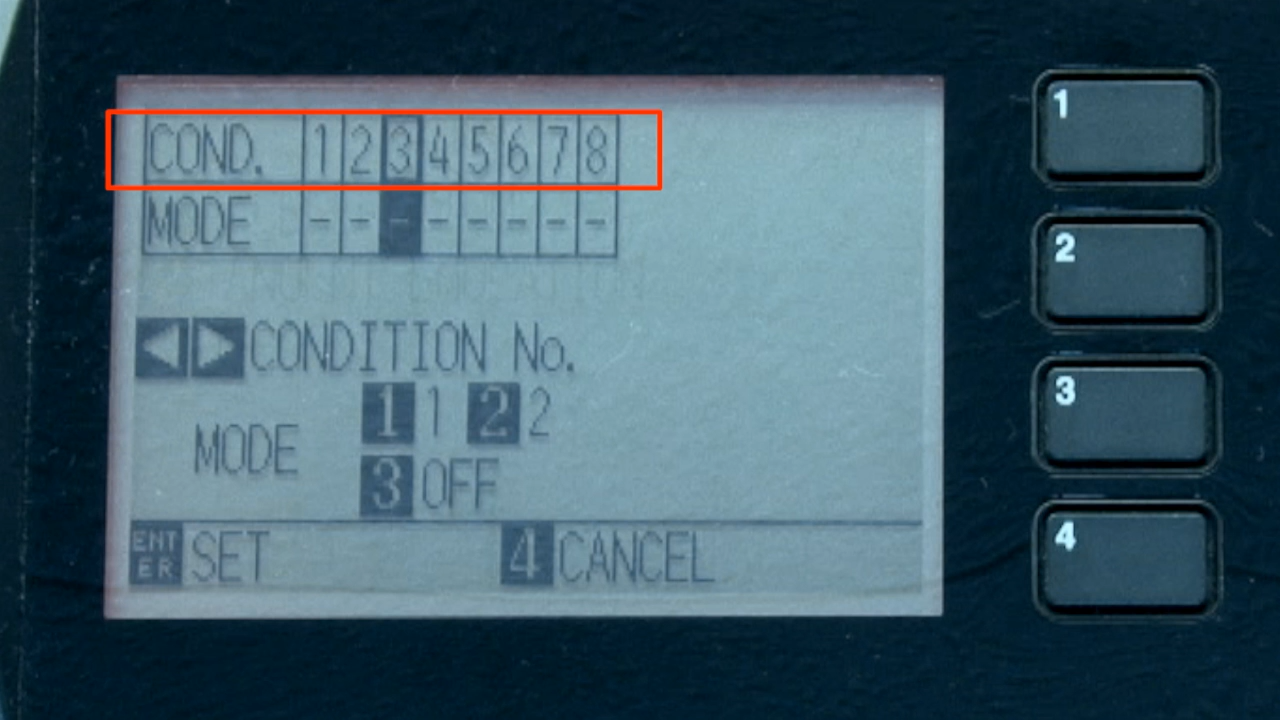 COND. 1 2 3 4 5 6 7 8
MODE - - - - - - - -
◀ ▶ CONDITION No.
1 1 2 2
MODE
3 OFF
ENTER SET 4 CANCEL
1
2
3
4